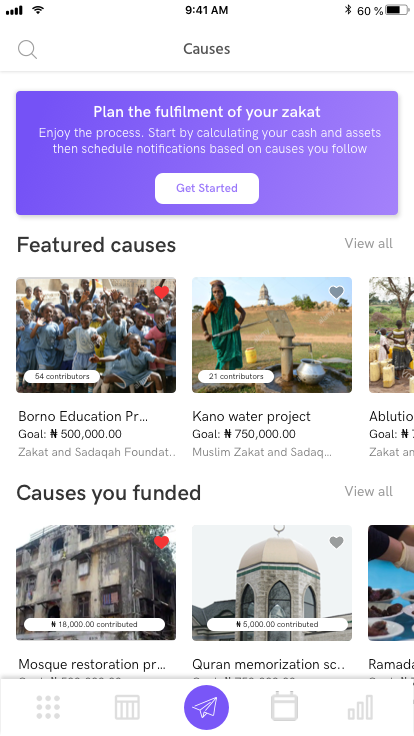 9:41 AM 60 %
Causes
Plan the fulfilment of your zakat
Enjoy the process. Start by calculating your cash and assets
then schedule notifications based on causes you follow
Get Started
Featured causes View all
54 contributors 21 contributors
Borno Education Pr... Kano water project Ablutio
Goal: ₦ 500,000.00 Goal: ₦ 750,000.00 Goal: ₦
Zakat and Sadaqah Foundat.. Muslim Zakat and Sadaq... Zakat an
Causes you funded View all
₦ 18,000.00 contributed ₦ 5,000.00 contributed
Mosque restoration pr... Quran memorization sc.. Ramada